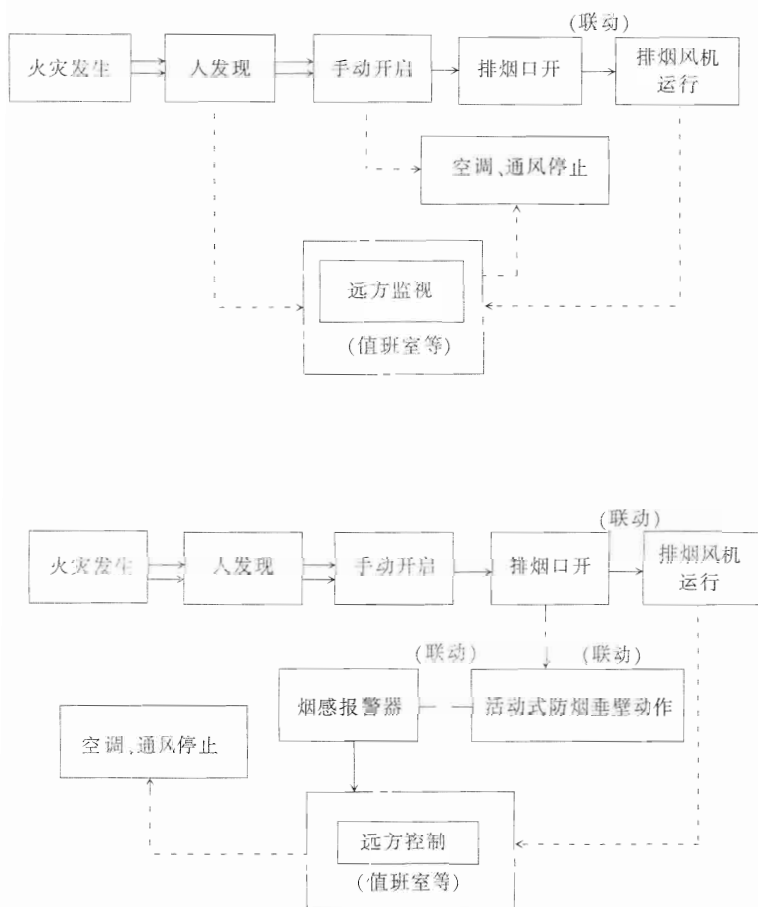 (联动)
火灾发生
人发现
手动开启
排烟口开
排烟风机
运行
空调、通风停止
远方监视
(值班室等)
(联动)
火灾发生
人发现
手动开启
排烟口开
排烟风机
运行
(联动)
(联动)
烟感报警器
活动式防烟垂壁动作
空调、通风停止
远方控制
(值班室等)